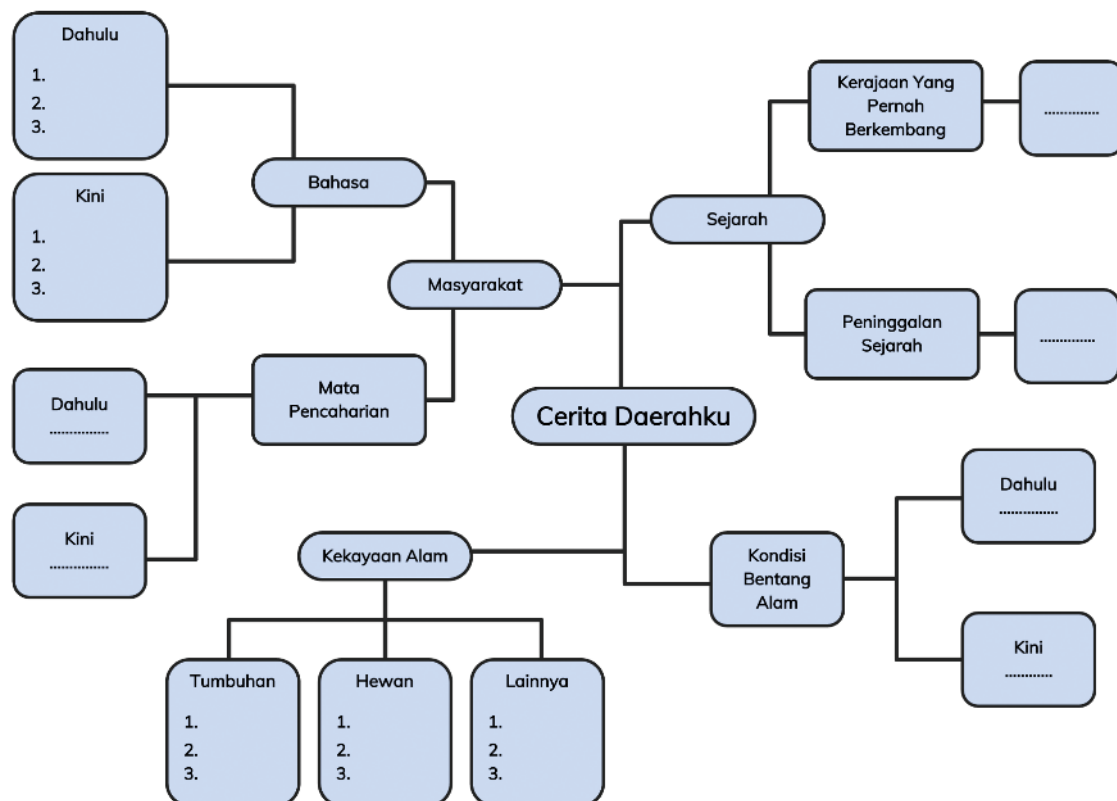 Dahulu
1.
2.
3.
Kini
1.
2.
3.
Bahasa
Masyarakat
Mata
Pencaharian
Dahulu
...............
Kini
...............
Sejarah
Kerajaan Yang
Pernah
Berkembang
..............
Peninggalan
Sejarah
..............
Cerita Daerahku
Kondisi
Bentang
Alam
Dahulu
...............
Kini
............
Kekayaan Alam
Tumbuhan
1.
2.
3.
Hewan
1.
2.
3.
Lainnya
1.
2.
3.